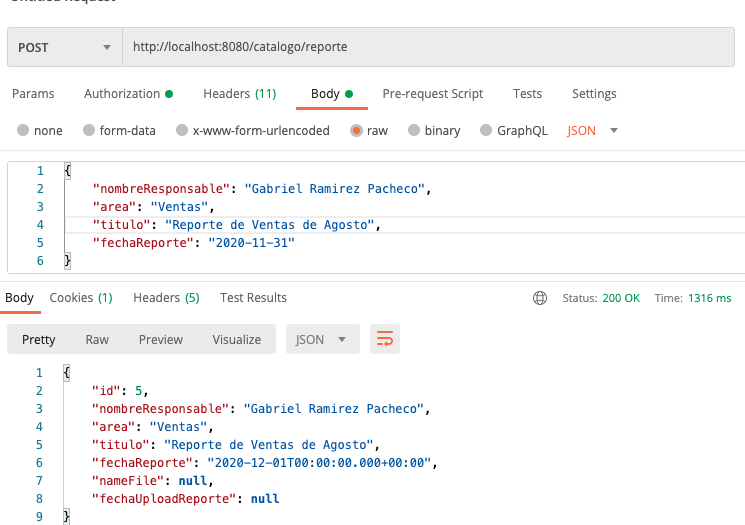 Untitled Request
POST http://localhost:8080/catalogo/reporte
Params Authorization Headers (11) Body Pre-request Script Tests Settings
none form-data x-www-form-urlencoded raw binary GraphQL JSON
1 {
2 "nombreResponsable": "Gabriel Ramirez Pacheco",
3 "area": "Ventas",
4 "titulo": "Reporte de Ventas de Agosto",
5 "fechaReporte": "2020-11-31"
6 }
Body Cookies (1) Headers (5) Test Results Status: 200 OK Time: 1316 ms
Pretty Raw Preview Visualize JSON
1 {
2 "id": 5,
3 "nombreResponsable": "Gabriel Ramirez Pacheco",
4 "area": "Ventas",
5 "titulo": "Reporte de Ventas de Agosto",
6 "fechaReporte": "2020-12-01T00:00:00.000+00:00",
7 "nameFile": null,
8 "fechaUploadReporte": null
9 }